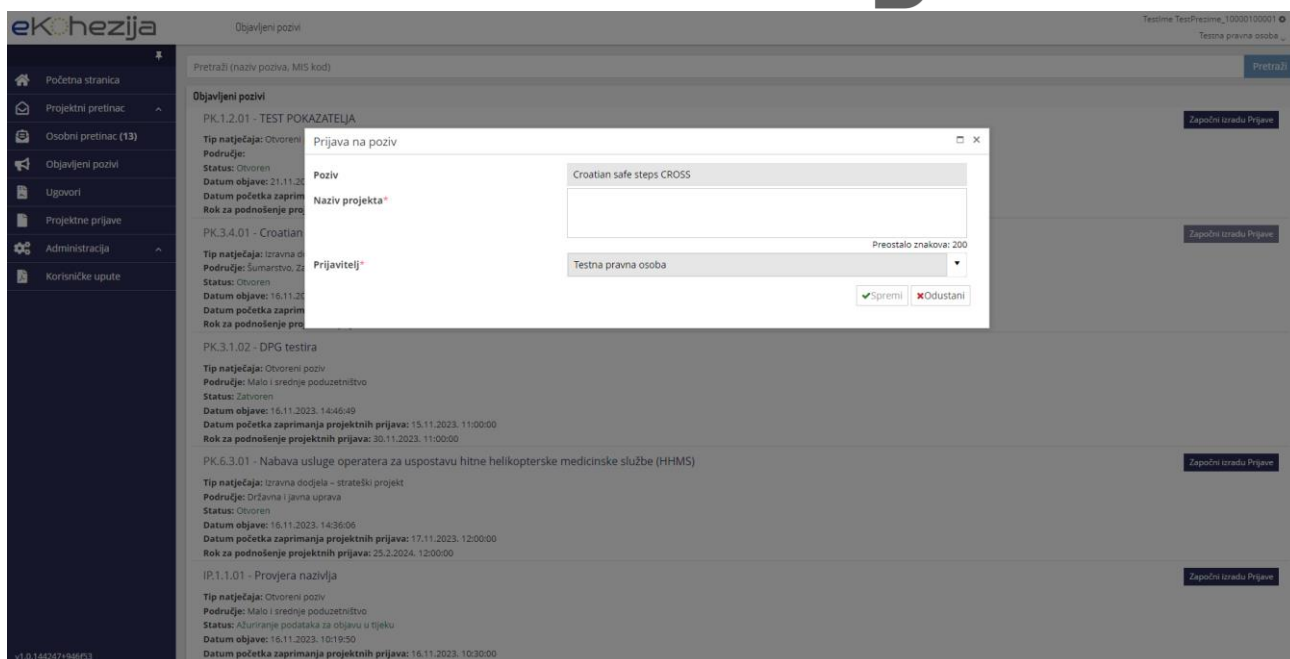 ekohezija
Objavljeni pozivi
TestIme TestPrezime_10000100001
Testna pravna osoba
Pretraži (naziv poziva, MIS kod)
Pretraži
Početna stranica
Projektni pretinac
Osobni pretinac (13)
Objavljeni pozivi
Ugovori
Projektne prijave
Administracija
Korisničke upute
v1.0.144247+946f53
Objavljeni pozivi
PK.1.2.01 - TEST POKAZATELJA
Započni izradu Prijave
Tip natječaja: Otvoreni
Područje:
Status: Otvoren
Datum objave: 21.11.20
Datum početka zaprim
Rok za podnošenje pro
PK.3.4.01 - Croatian
Započni izradu Prijave
Tip natječaja: Izravna d
Područje: Šumarstvo, Za
Status: Otvoren
Datum objave: 16.11.20
Datum početka zaprim
Rok za podnošenje pro
Prijava na poziv
Poziv
Croatian safe steps CROSS
Naziv projekta*
Preostalo znakova: 200
Prijavitelj*
Testna pravna osoba
Spremi
Odustani
PK.3.1.02 - DPG testira
Tip natječaja: Otvoreni poziv
Područje: Malo i srednje poduzetništvo
Status: Zatvoren
Datum objave: 16.11.2023. 14:46:49
Datum početka zaprimanja projektnih prijava: 15.11.2023. 11:00:00
Rok za podnošenje projektnih prijava: 30.11.2023. 11:00:00
PK.6.3.01 - Nabava usluge operatera za uspostavu hitne helikopterske medicinske službe (HHMS)
Započni izradu Prijave
Tip natječaja: Izravna dodjela – strateški projekt
Područje: Državna i javna uprava
Status: Otvoren
Datum objave: 16.11.2023. 14:36:06
Datum početka zaprimanja projektnih prijava: 17.11.2023. 12:00:00
Rok za podnošenje projektnih prijava: 25.2.2024. 12:00:00
IP.1.1.01 - Provjera nazivlja
Započni izradu Prijave
Tip natječaja: Otvoreni poziv
Područje: Malo i srednje poduzetništvo
Status: Ažuriranje podataka za objavu u tijeku
Datum objave: 16.11.2023. 10:19:50
Datum početka zaprimanja projektnih prijava: 16.11.2023. 10:30:00